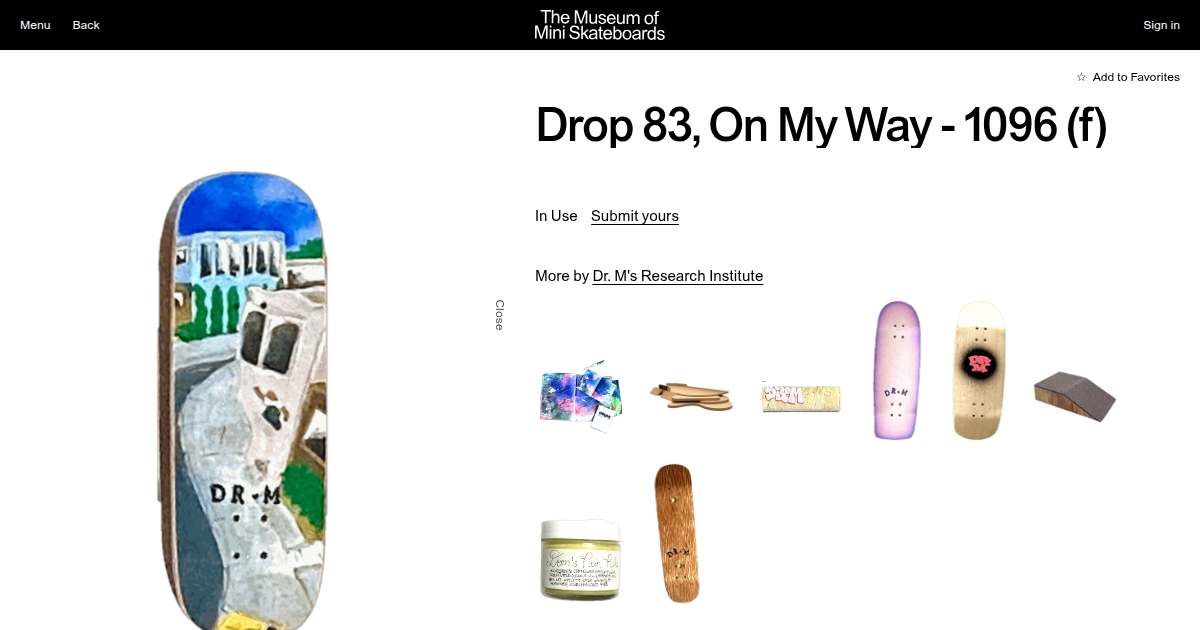 Menu
Back
The Museum of
Mini Skateboards
Sign in
☆ Add to Favorites
Drop 83, On My Way - 1096 (f)
In Use
Submit yours
More by Dr. M's Research Institute
Close
DR•M
DR•M
DR•M